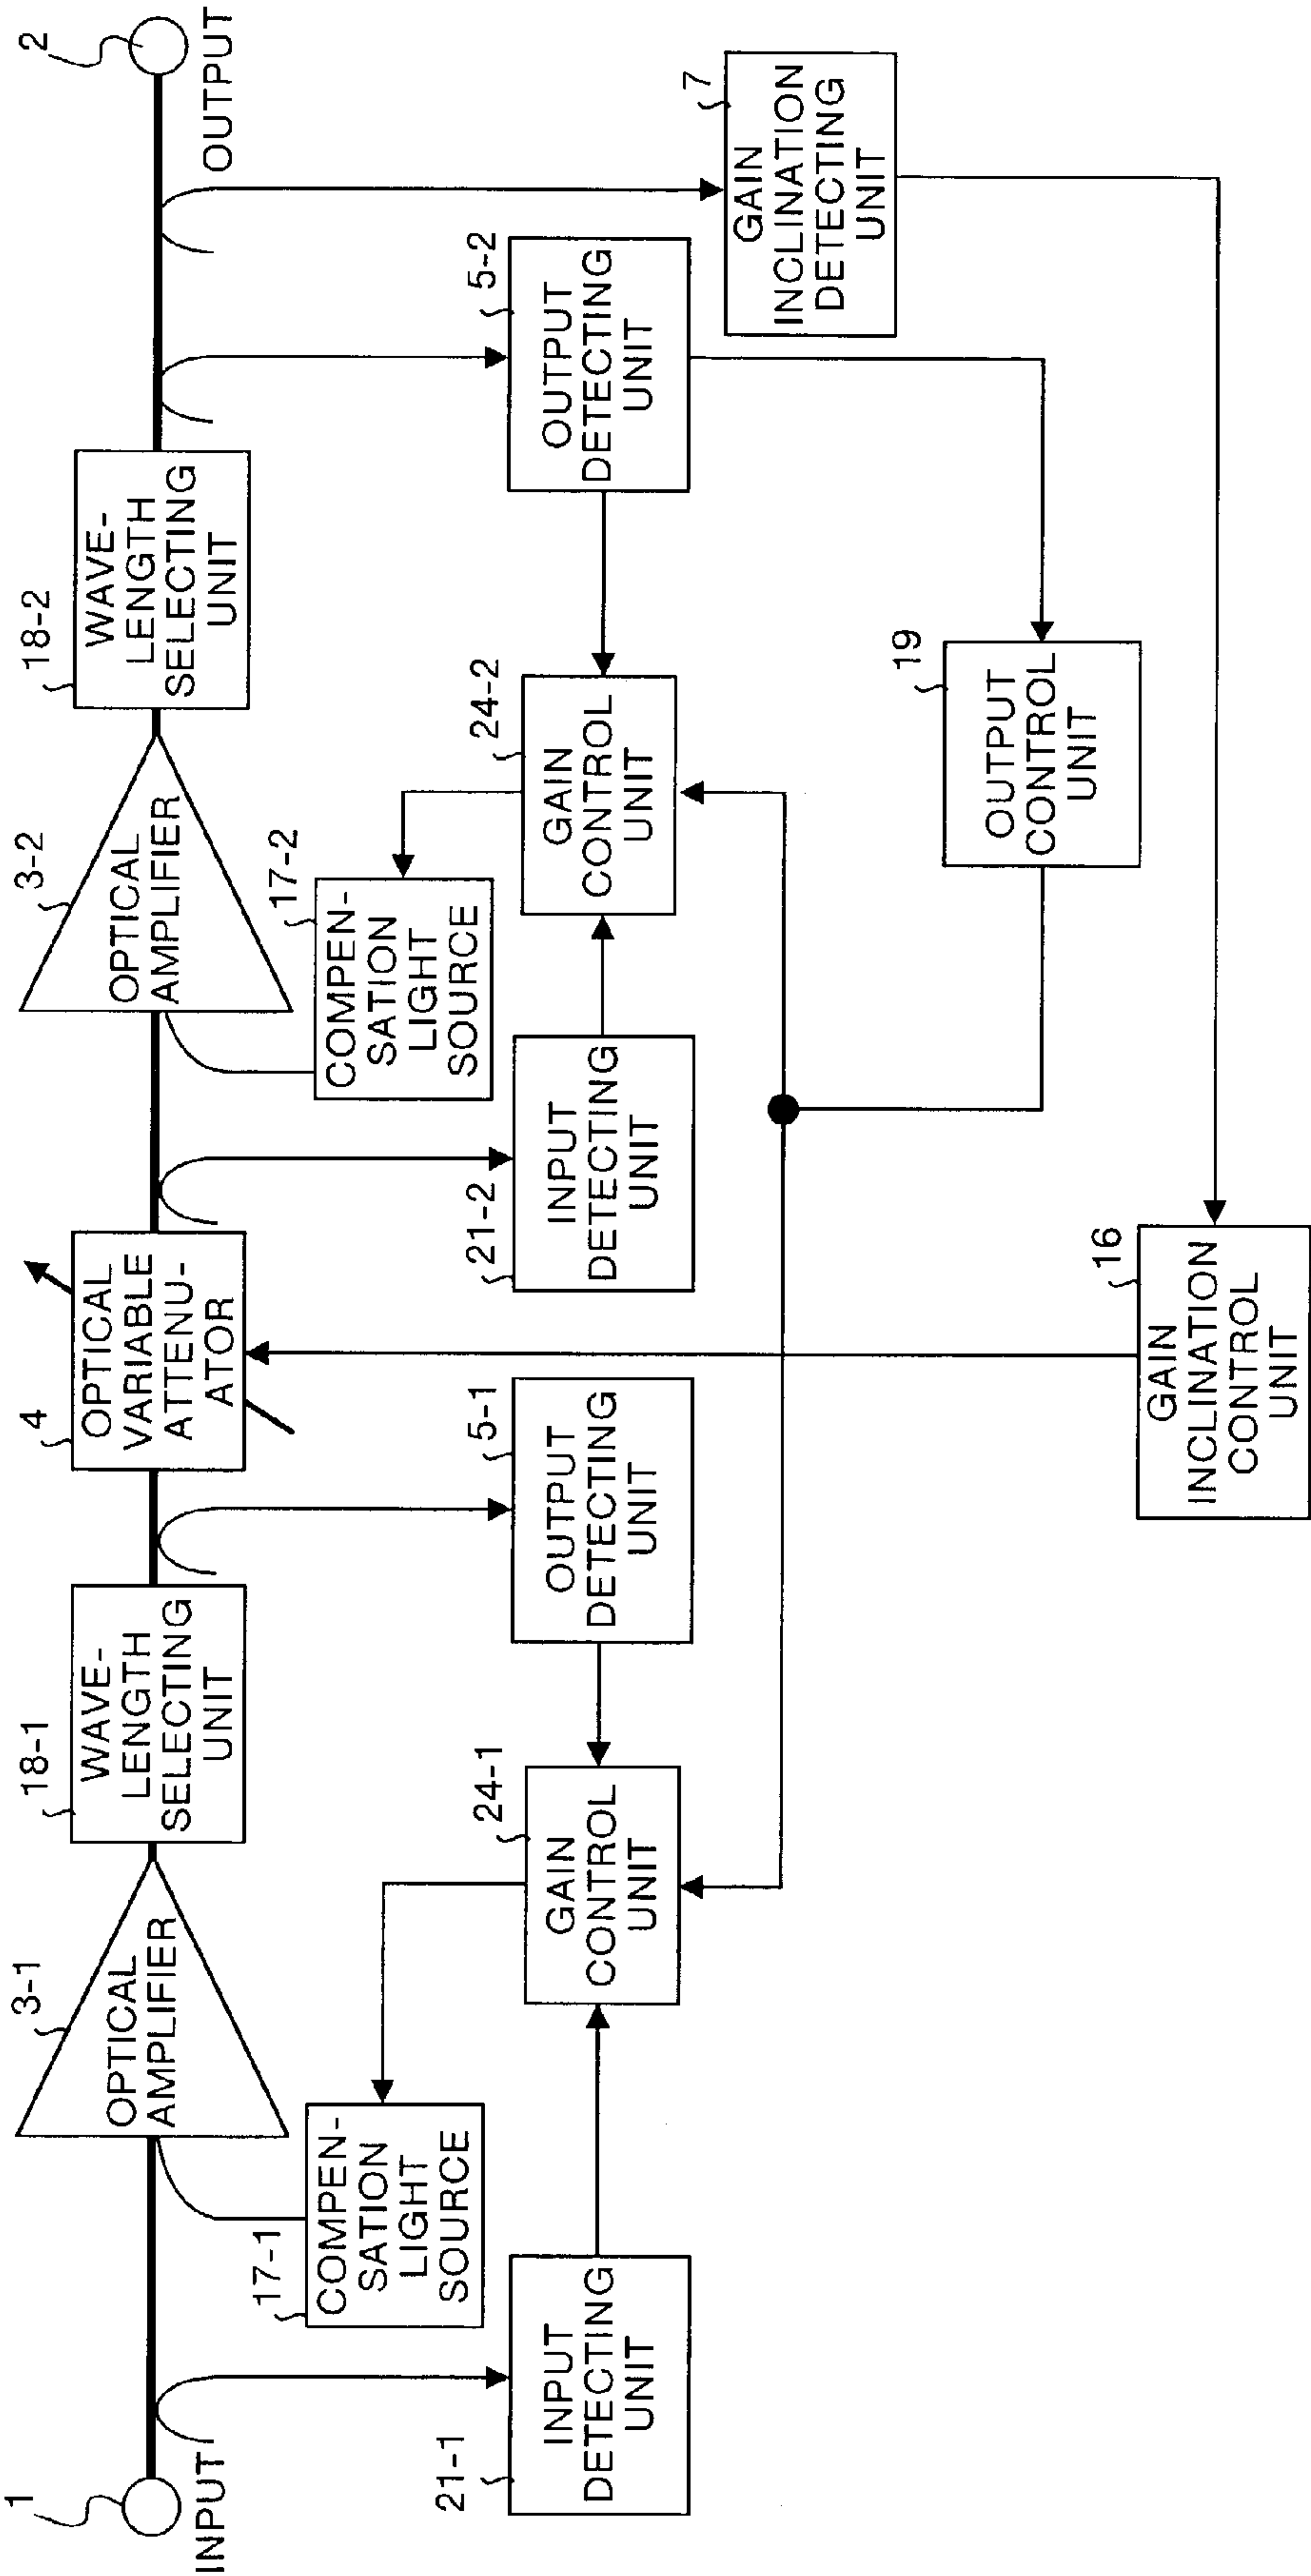 1
INPUT
3-1
OPTICAL
AMPLIFIER
18-1
WAVE-
LENGTH
SELECTING
UNIT
4
OPTICAL
VARIABLE
ATTENU-
ATOR
3-2
OPTICAL
AMPLIFIER
18-2
WAVE-
LENGTH
SELECTING
UNIT
2
OUTPUT
17-1
COMPEN-
SATION
LIGHT
SOURCE
17-2
COMPEN-
SATION
LIGHT
SOURCE
21-1
INPUT
DETECTING
UNIT
24-1
GAIN
CONTROL
UNIT
5-1
OUTPUT
DETECTING
UNIT
21-2
INPUT
DETECTING
UNIT
24-2
GAIN
CONTROL
UNIT
5-2
OUTPUT
DETECTING
UNIT
7
GAIN
INCLINATION
DETECTING
UNIT
19
OUTPUT
CONTROL
UNIT
16
GAIN
INCLINATION
CONTROL
UNIT